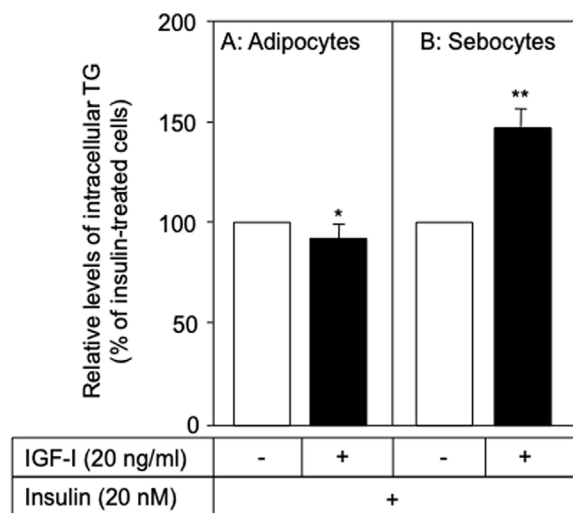 Relative levels of intracellular TG
(% of insulin-treated cells)
200
150
100
50
0
A: Adipocytes
B: Sebocytes
*
**
IGF-I (20 ng/ml) - + - +
Insulin (20 nM) +